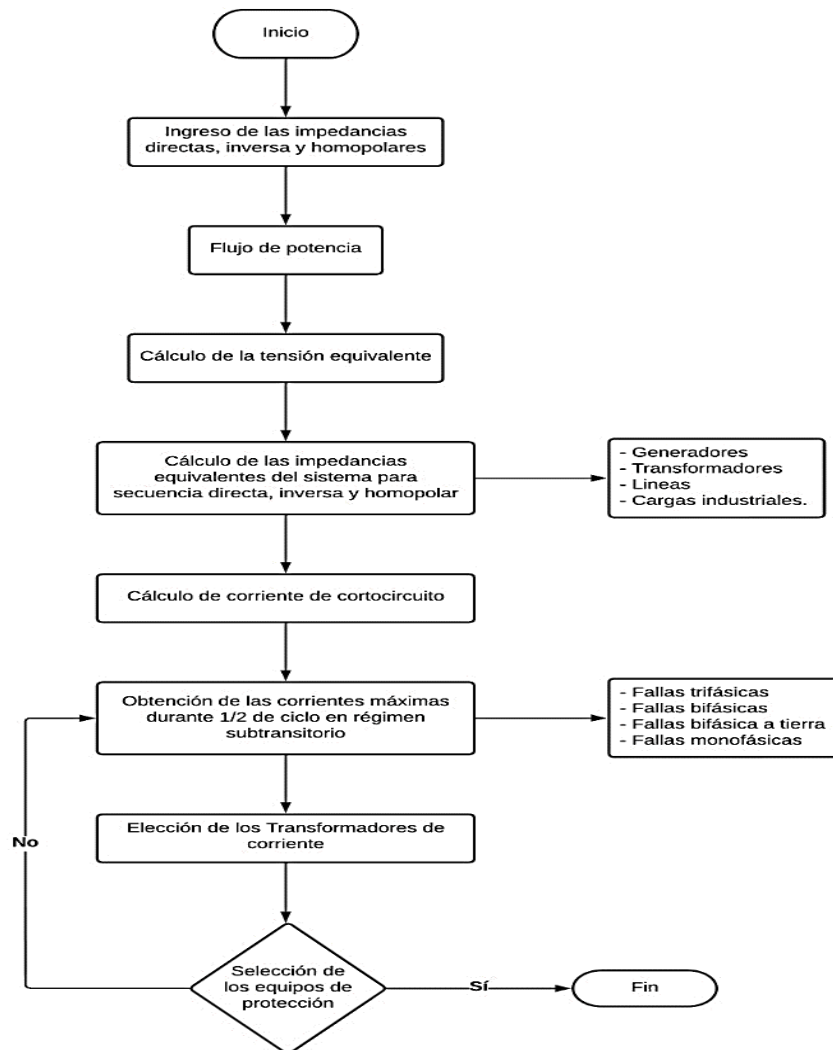 Inicio
Ingreso de las impedancias
directas, inversa y homopolares
Flujo de potencia
Cálculo de la tensión equivalente
Cálculo de las impedancias
equivalentes del sistema para
secuencia directa, inversa y homopolar
- Generadores
- Transformadores
- Lineas
- Cargas industriales.
Cálculo de corriente de cortocircuito
Obtención de las corrientes máximas
durante 1/2 de ciclo en régimen
subtransitorio
- Fallas trifásicas
- Fallas bifásicas
- Fallas bifásica a tierra
- Fallas monofásicas
Elección de los Transformadores de
corriente
No
Selección de
los equipos de
protección
Sí
Fin